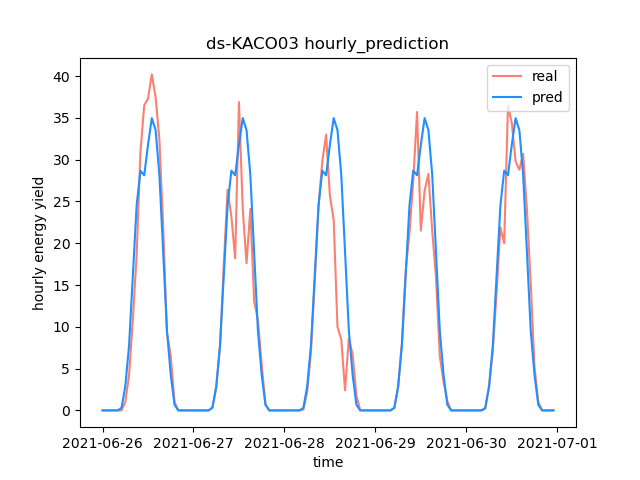 ds-KACO03 hourly_prediction
real
pred
hourly energy yield
40
35
30
25
20
15
10
5
0
2021-06-26 2021-06-27 2021-06-28 2021-06-29 2021-06-30 2021-07-01
time